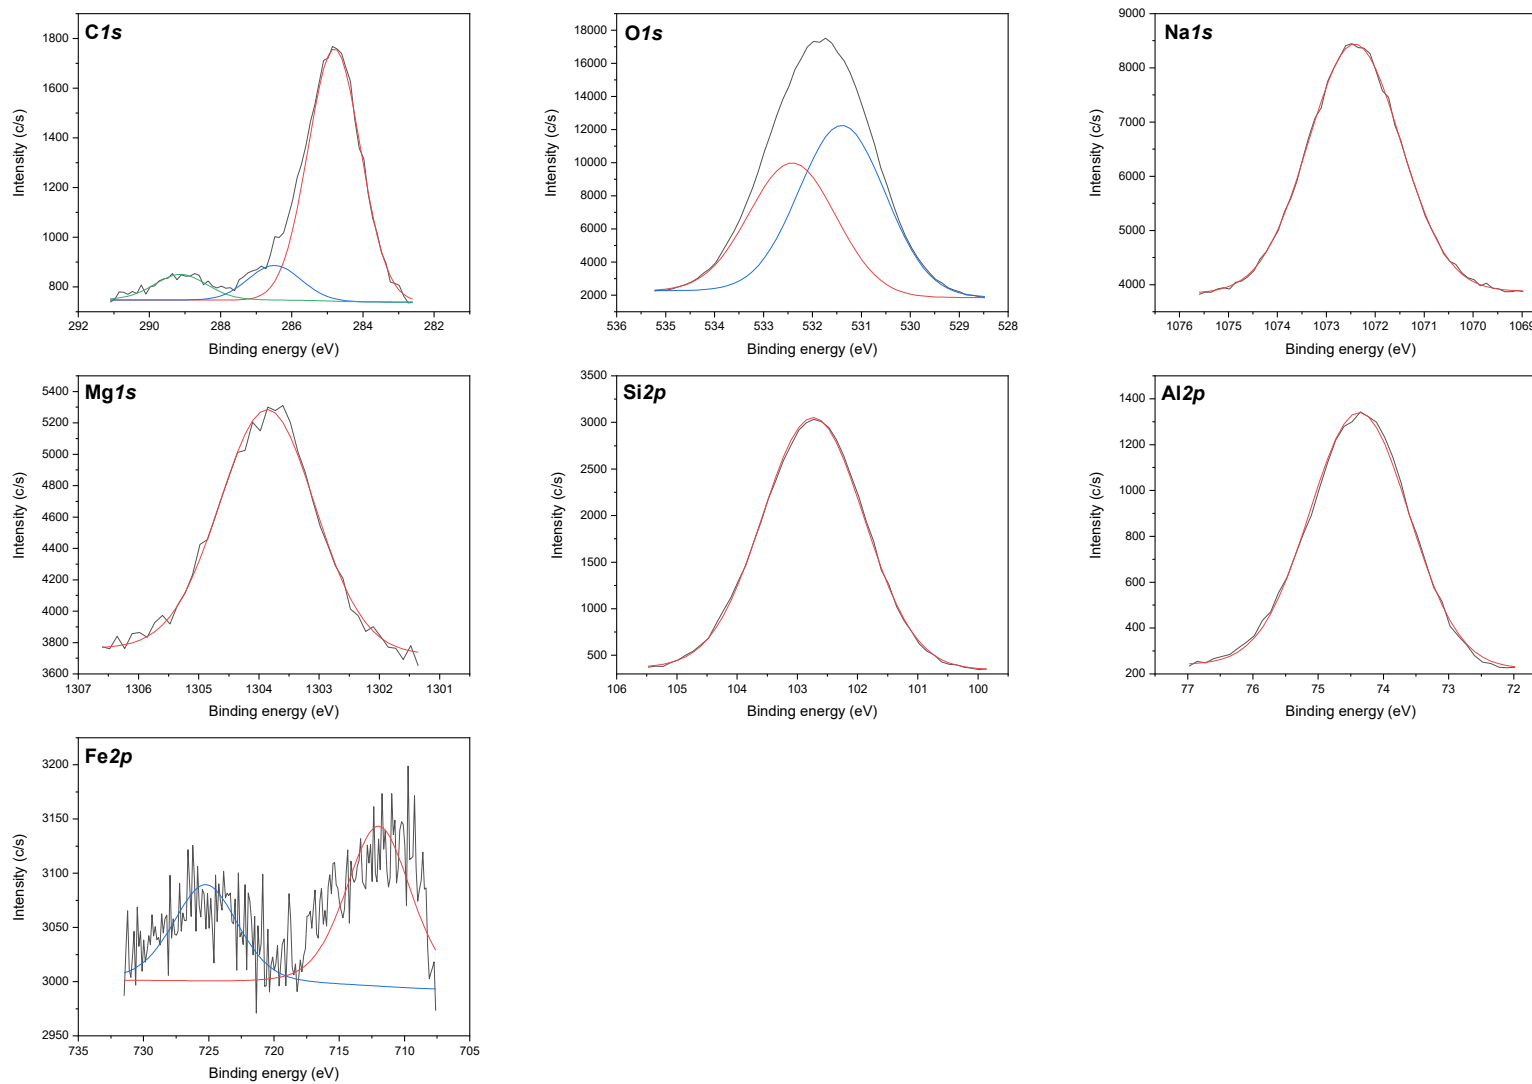 C1s
Intensity (c/s)
1800
1600
1400
1200
1000
800
292 290 288 286 284 282
Binding energy (eV)
O1s
Intensity (c/s)
18000
16000
14000
12000
10000
8000
6000
4000
2000
536 535 534 533 532 531 530 529 528
Binding energy (eV)
Na1s
Intensity (c/s)
9000
8000
7000
6000
5000
4000
1076 1075 1074 1073 1072 1071 1070 1069
Binding energy (eV)
Mg1s
Intensity (c/s)
5400
5200
5000
4800
4600
4400
4200
4000
3800
3600
1307 1306 1305 1304 1303 1302 1301
Binding energy (eV)
Si2p
Intensity (c/s)
3500
3000
2500
2000
1500
1000
500
106 105 104 103 102 101 100
Binding energy (eV)
Al2p
Intensity (c/s)
1400
1200
1000
800
600
400
200
77 76 75 74 73 72
Binding energy (eV)
Fe2p
Intensity (c/s)
3200
3150
3100
3050
3000
2950
735 730 725 720 715 710 705
Binding energy (eV)